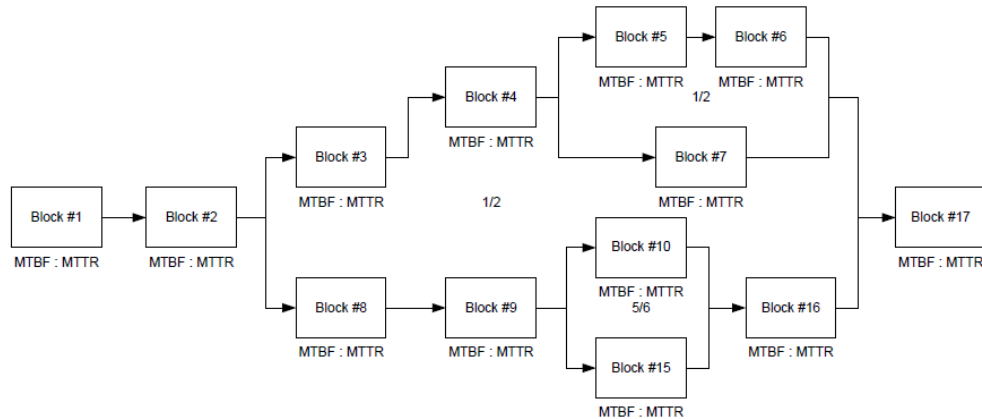 Block #5
Block #6
MTBF : MTTR
MTBF : MTTR
1/2
Block #4
MTBF : MTTR
Block #3
MTBF : MTTR
Block #7
MTBF : MTTR
1/2
Block #1
MTBF : MTTR
Block #2
MTBF : MTTR
Block #17
MTBF : MTTR
Block #10
MTBF : MTTR
5/6
Block #8
MTBF : MTTR
Block #9
MTBF : MTTR
Block #16
MTBF : MTTR
Block #15
MTBF : MTTR